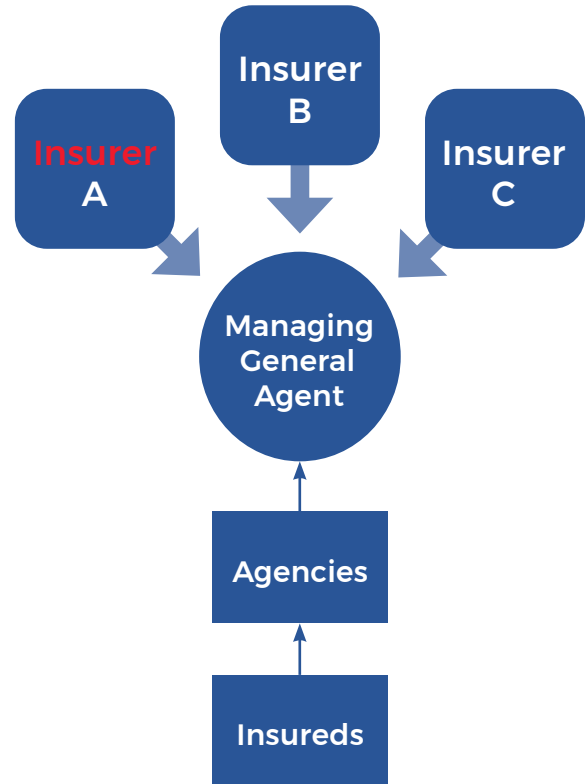 Insurer
A
Insurer
B
Insurer
C
Managing
General
Agent
Agencies
Insureds